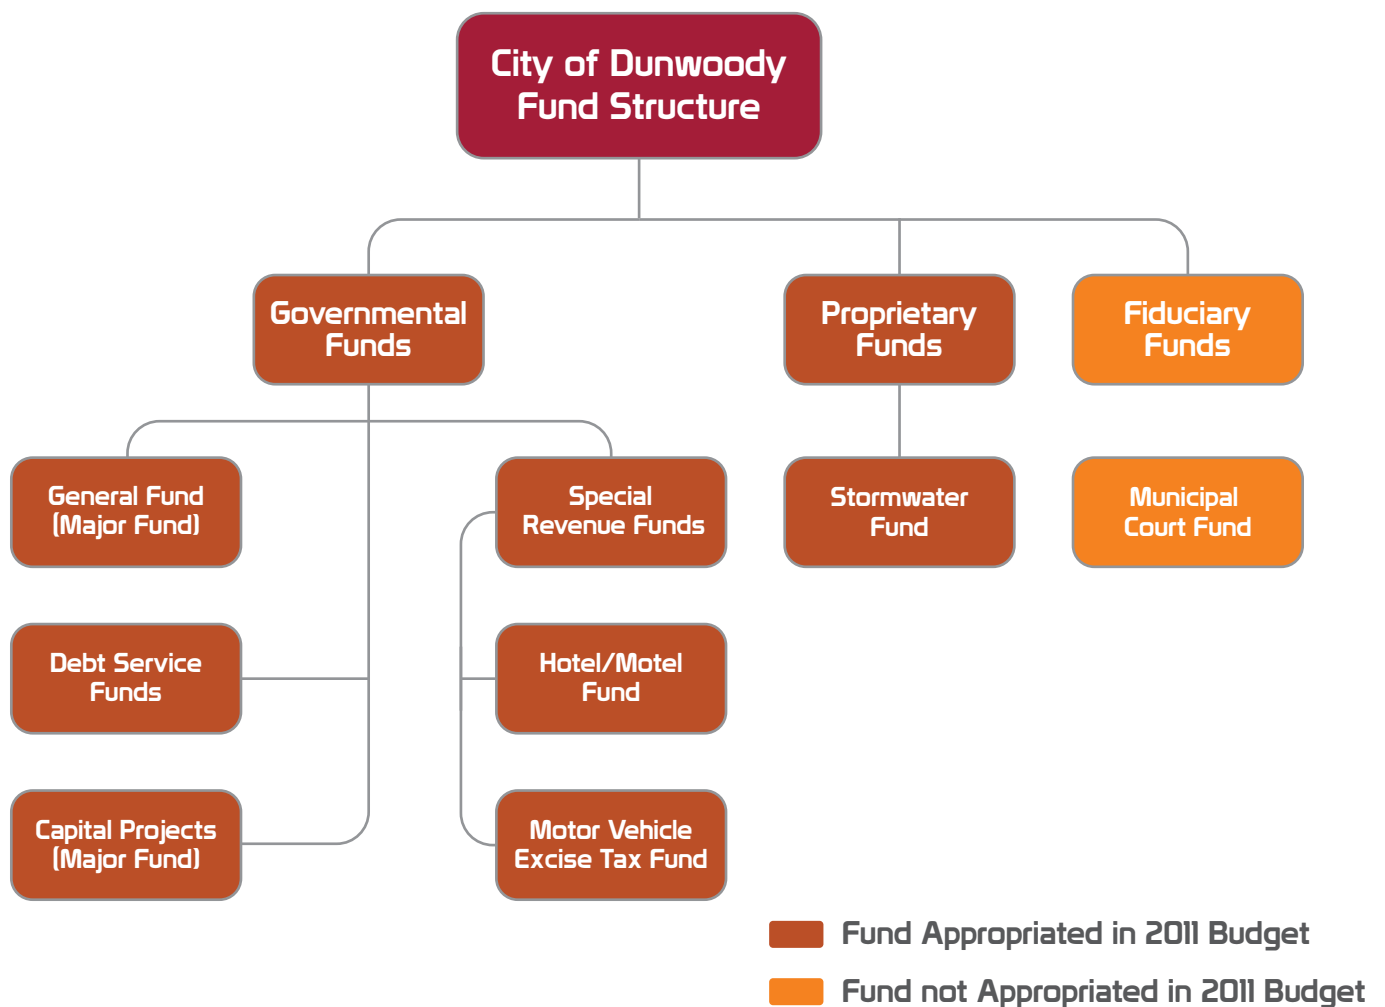 City of Dunwoody
Fund Structure
Governmental
Funds
Proprietary
Funds
Fiduciary
Funds
General Fund
(Major Fund)
Special
Revenue Funds
Stormwater
Fund
Municipal
Court Fund
Debt Service
Funds
Hotel/Motel
Fund
Capital Projects
(Major Fund)
Motor Vehicle
Excise Tax Fund
Fund Appropriated in 2011 Budget
Fund not Appropriated in 2011 Budget